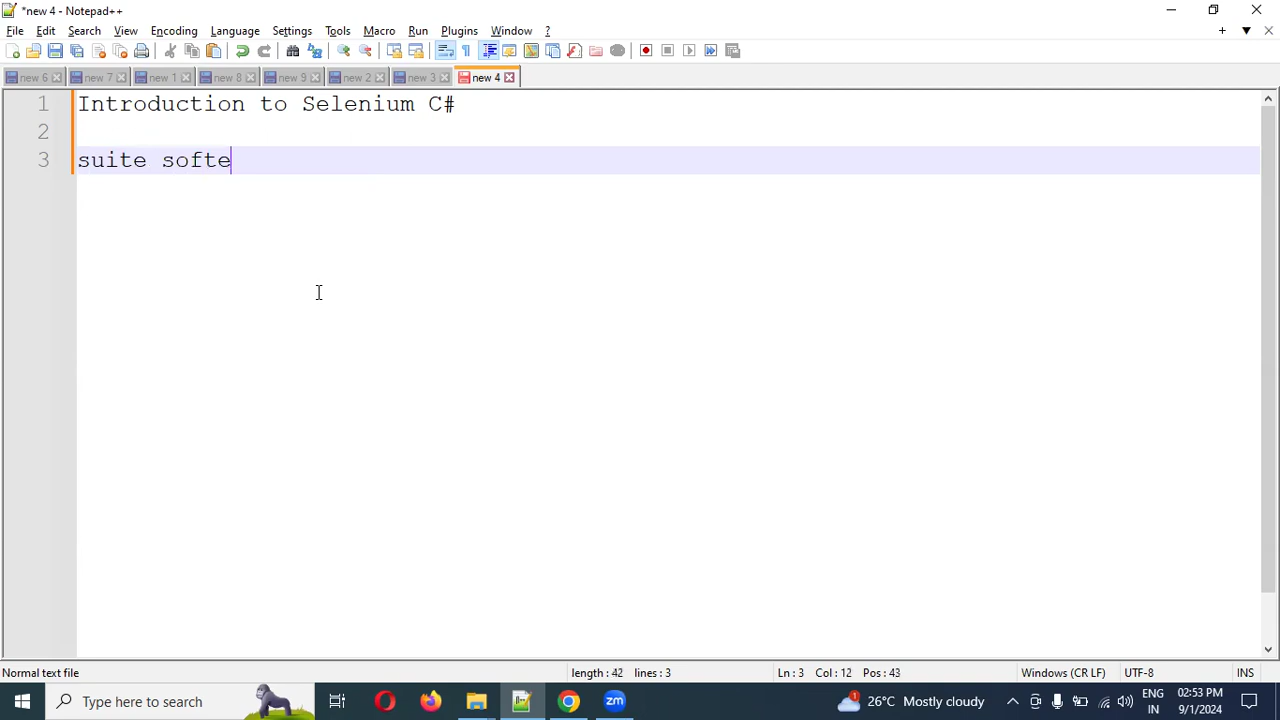 *new 4 - Notepad++
File Edit Search View Encoding Language Settings Tools Macro Run Plugins Window ?
new 6 new 7 new 1 new 8 new 9 new 2 new 3 new 4
1 Introduction to Selenium C#
2
3 suite softe
Normal text file length : 42 lines : 3 Ln : 3 Col : 12 Pos : 43 Windows (CR LF) UTF-8 INS
Type here to search 1 26°C Mostly cloudy ENG 02:53 PM
IN 9/1/2024
zm